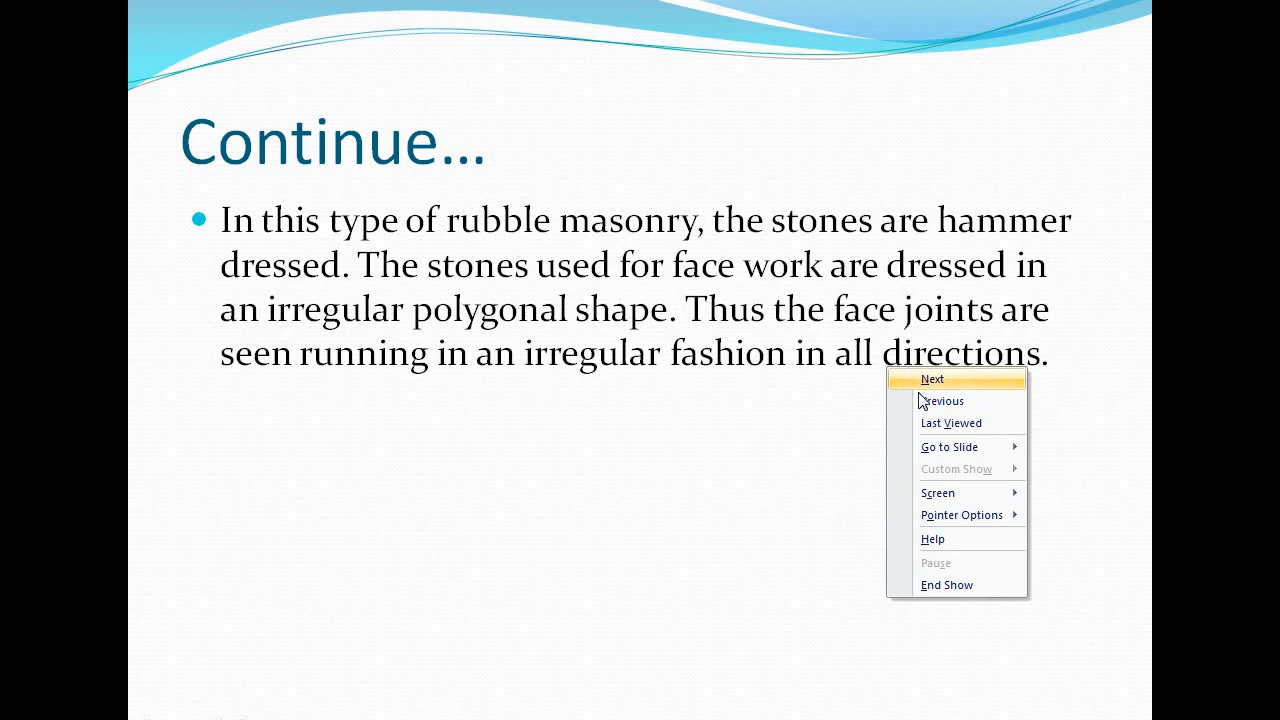 Continue...
In this type of rubble masonry, the stones are hammer
dressed. The stones used for face work are dressed in
an irregular polygonal shape. Thus the face joints are
seen running in an irregular fashion in all directions.
Next
revious
Last Viewed
Go to Slide
Custom Show
Screen
Pointer Options
Help
Pause
End Show